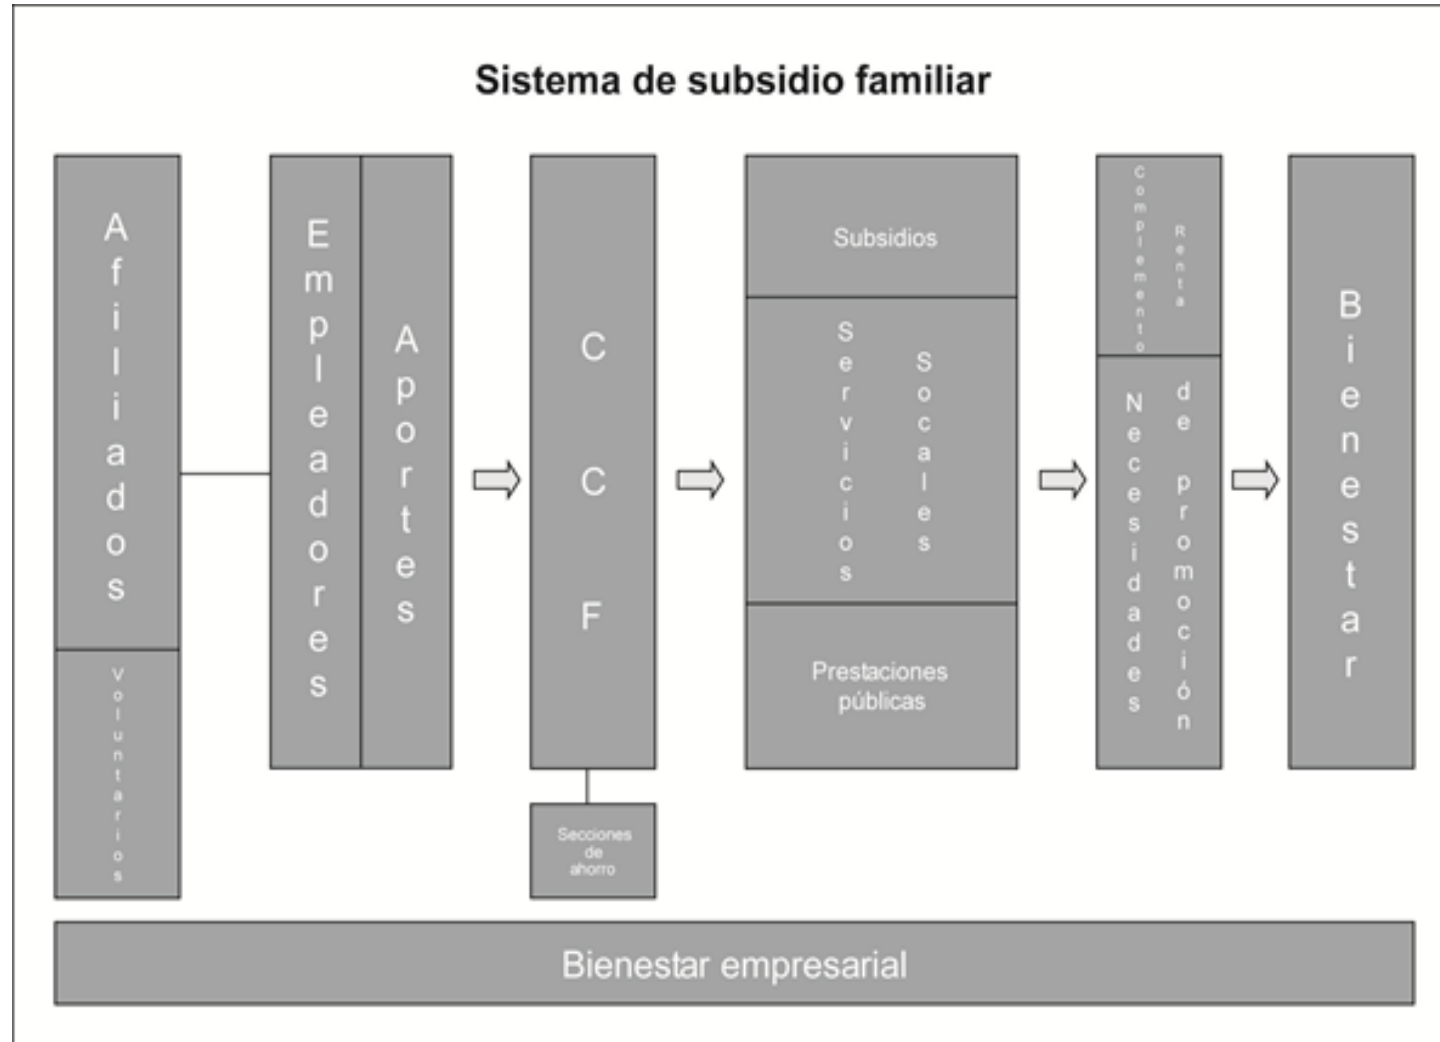 Sistema de subsidio familiar
Afiliados
Voluntarios
Empleadores
Aportes
CCF
Secciones
de
ahorro
Subsidios
Servicios
Socales
Prestaciones
públicas
Complemento
Renta
Necesidades
de promoción
Bienestar
Bienestar empresarial